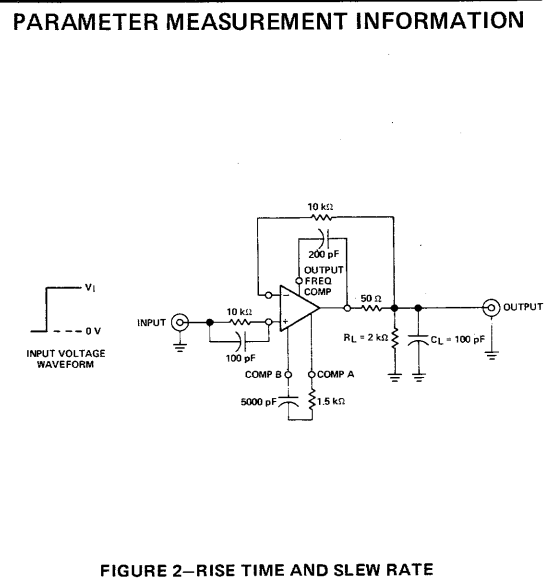 PARAMETER MEASUREMENT INFORMATION
10 kΩ
200 pF
OUTPUT
FREQ
COMP
VI
0 V
INPUT VOLTAGE
WAVEFORM
INPUT
10 kΩ
100 pF
−
+
50 Ω
OUTPUT
RL = 2 kΩ
CL = 100 pF
COMP B
COMP A
5000 pF
1.5 kΩ
FIGURE 2—RISE TIME AND SLEW RATE